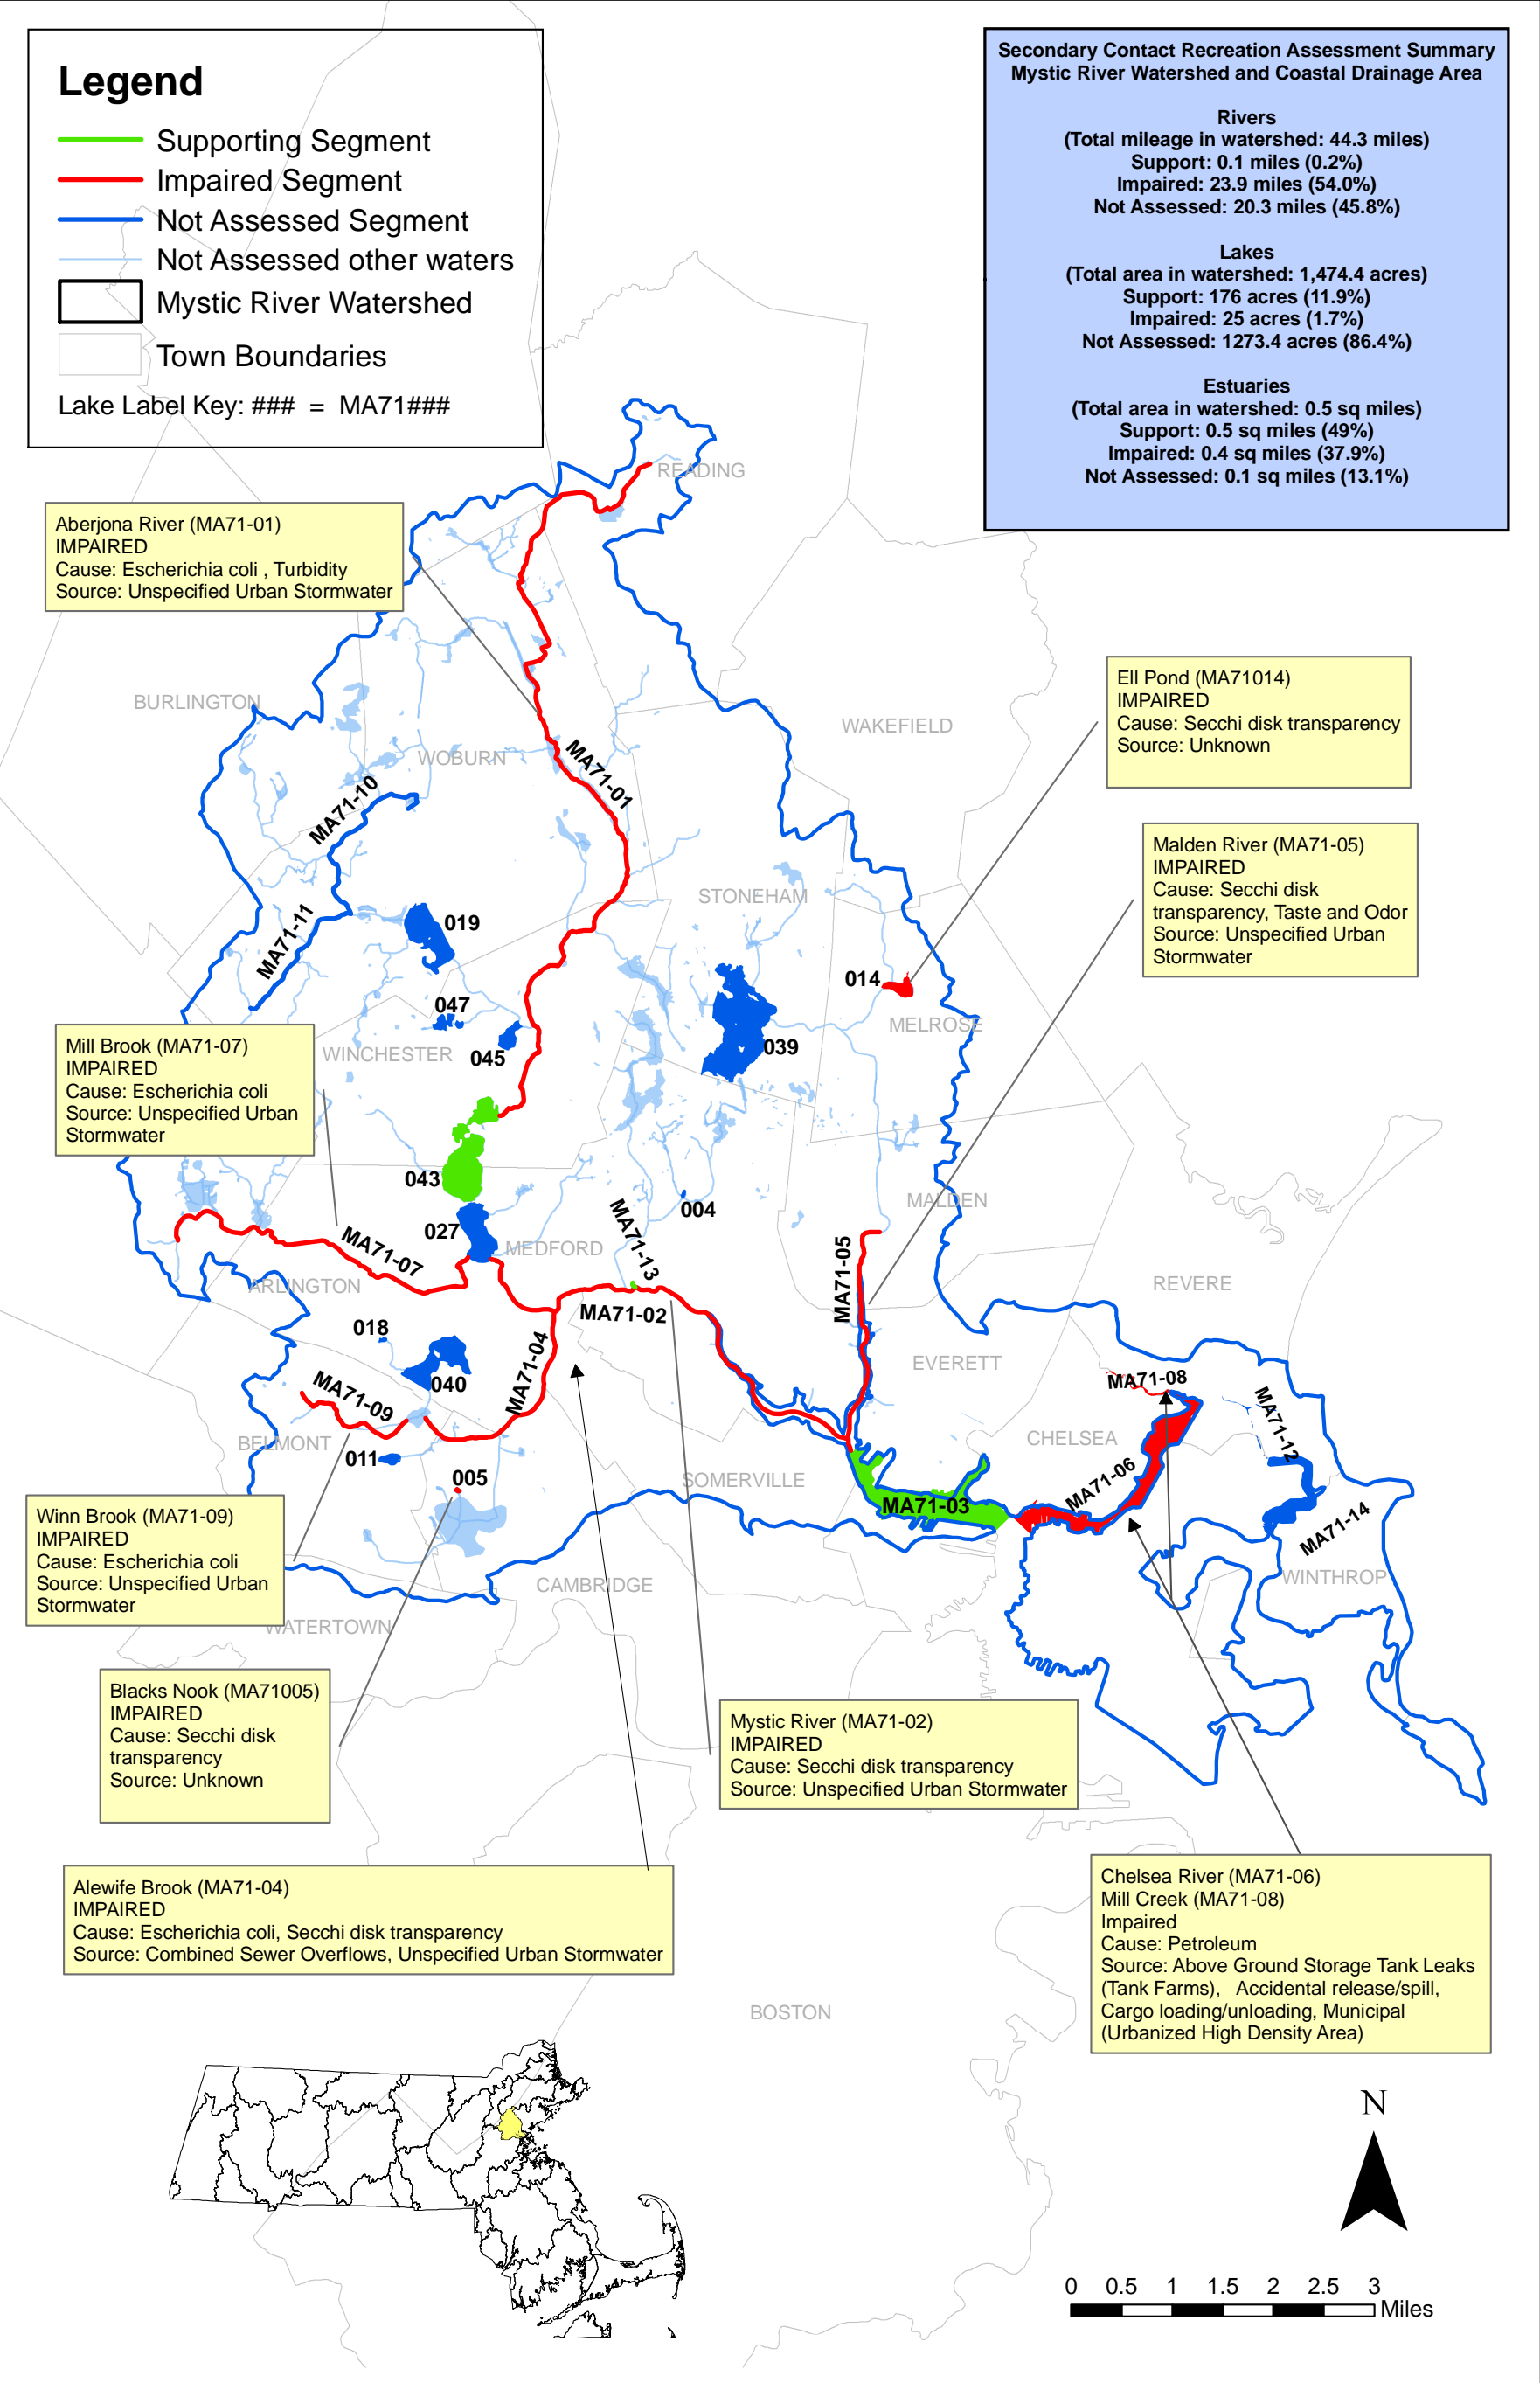 Legend
Supporting Segment
Impaired Segment
Not Assessed Segment
Not Assessed other waters
Mystic River Watershed
Town Boundaries
Lake Label Key: ### = MA71###
Secondary Contact Recreation Assessment Summary
Mystic River Watershed and Coastal Drainage Area
Rivers
(Total mileage in watershed: 44.3 miles)
Support: 0.1 miles (0.2%)
Impaired: 23.9 miles (54.0%)
Not Assessed: 20.3 miles (45.8%)
Lakes
(Total area in watershed: 1,474.4 acres)
Support: 176 acres (11.9%)
Impaired: 25 acres (1.7%)
Not Assessed: 1273.4 acres (86.4%)
Estuaries
(Total area in watershed: 0.5 sq miles)
Support: 0.5 sq miles (49%)
Impaired: 0.4 sq miles (37.9%)
Not Assessed: 0.1 sq miles (13.1%)
READING
Aberjona River (MA71-01)
IMPAIRED
Cause: Escherichia coli , Turbidity
Source: Unspecified Urban Stormwater
Ell Pond (MA71014)
IMPAIRED
Cause: Secchi disk transparency
Source: Unknown
BURLINGTON
WAKEFIELD
WOBURN
MA71-01
MA71-10
Malden River (MA71-05)
IMPAIRED
Cause: Secchi disk
transparency, Taste and Odor
Source: Unspecified Urban
Stormwater
STONEHAM
019
MA71-11
014
047
MELROSE
WINCHESTER
045
039
Mill Brook (MA71-07)
IMPAIRED
Cause: Escherichia coli
Source: Unspecified Urban
Stormwater
043
MALDEN
004
027
MA71-13
MEDFORD
MA71-07
MA71-05
ARLINGTON
REVERE
MA71-02
018
EVERETT
MA71-04
040
MA71-08
MA71-09
MA71-12
BELMONT
CHELSEA
011
005
SOMERVILLE
MA71-06
MA71-03
MA71-14
Winn Brook (MA71-09)
IMPAIRED
Cause: Escherichia coli
Source: Unspecified Urban
Stormwater
CAMBRIDGE
WINTHROP
WATERTOWN
Blacks Nook (MA71005)
IMPAIRED
Cause: Secchi disk
transparency
Source: Unknown
Mystic River (MA71-02)
IMPAIRED
Cause: Secchi disk transparency
Source: Unspecified Urban Stormwater
Alewife Brook (MA71-04)
IMPAIRED
Cause: Escherichia coli, Secchi disk transparency
Source: Combined Sewer Overflows, Unspecified Urban Stormwater
Chelsea River (MA71-06)
Mill Creek (MA71-08)
Impaired
Cause: Petroleum
Source: Above Ground Storage Tank Leaks
(Tank Farms), Accidental release/spill,
Cargo loading/unloading, Municipal
(Urbanized High Density Area)
BOSTON
N
0 0.5 1 1.5 2 2.5 3
Miles